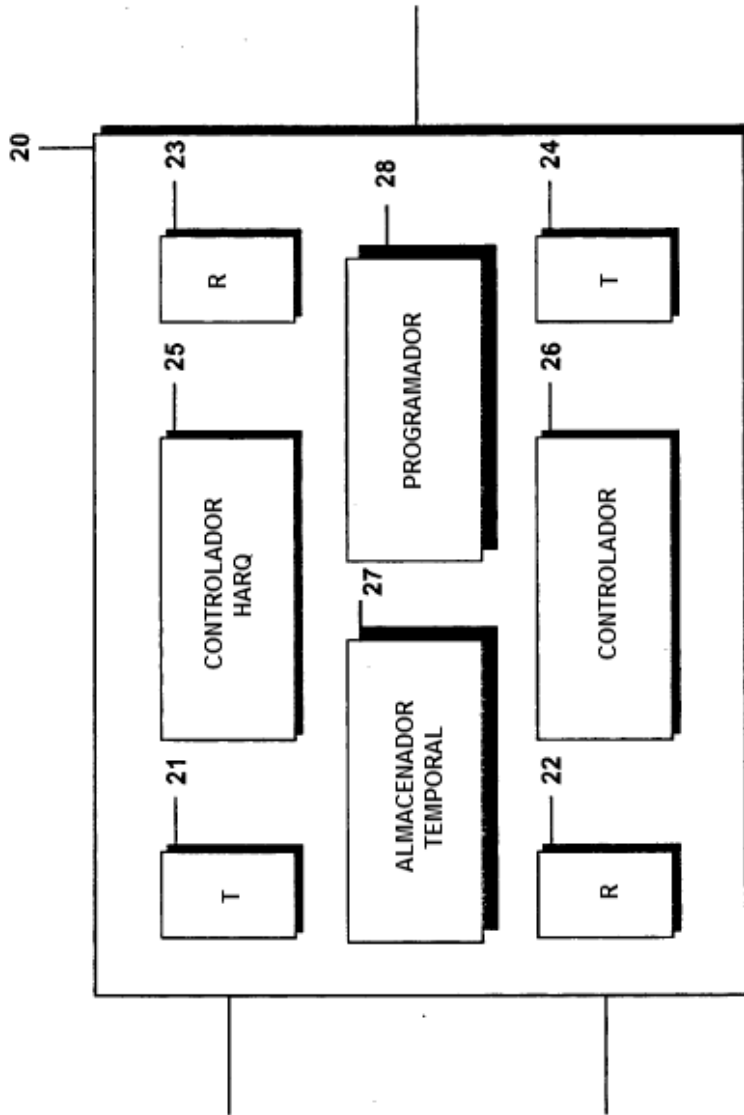 20
21
T
25
CONTROLADOR
HARQ
23
R
27
ALMACENADOR
TEMPORAL
28
PROGRAMADOR
22
R
26
CONTROLADOR
24
T